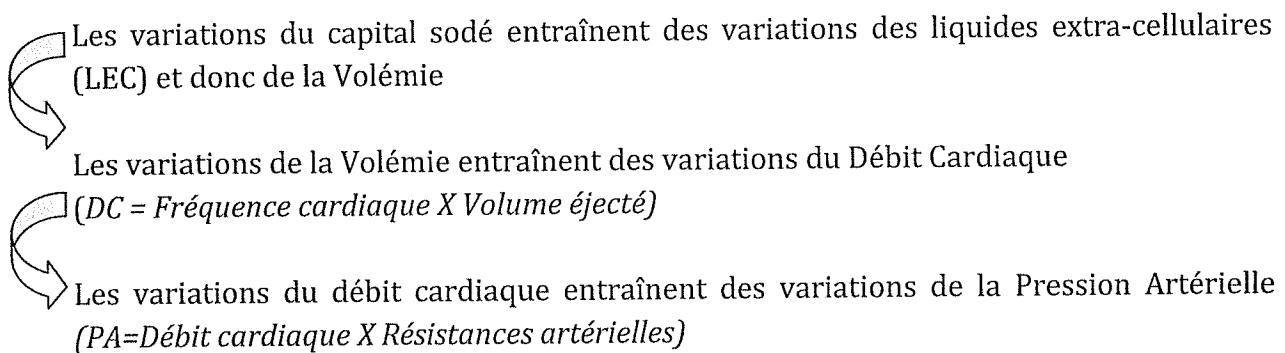 Les variations du capital sodé entraînent des variations des liquides extra-cellulaires
(LEC) et donc de la Volémie
Les variations de la Volémie entraînent des variations du Débit Cardiaque
(DC = Fréquence cardiaque X Volume éjecté)
Les variations du débit cardiaque entraînent des variations de la Pression Artérielle
(PA=Débit cardiaque X Résistances artérielles)